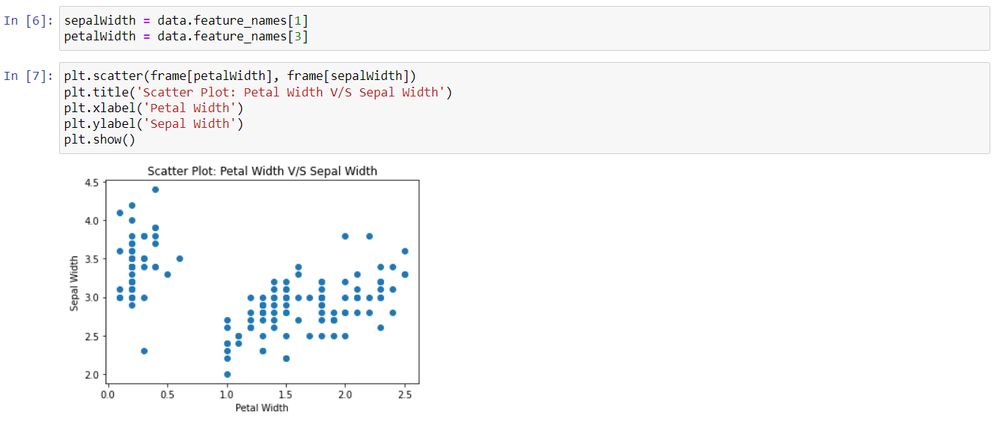 In [6]: sepalWidth = data.feature_names[1]
petalWidth = data.feature_names[3]
In [7]: plt.scatter(frame[petalWidth], frame[sepalWidth])
plt.title('Scatter Plot: Petal Width V/S Sepal Width')
plt.xlabel('Petal Width')
plt.ylabel('Sepal Width')
plt.show()
Scatter Plot: Petal Width V/S Sepal Width
4.5
4.0
3.5
3.0
2.5
2.0
Sepal Width
0.0 0.5 1.0 1.5 2.0 2.5
Petal Width